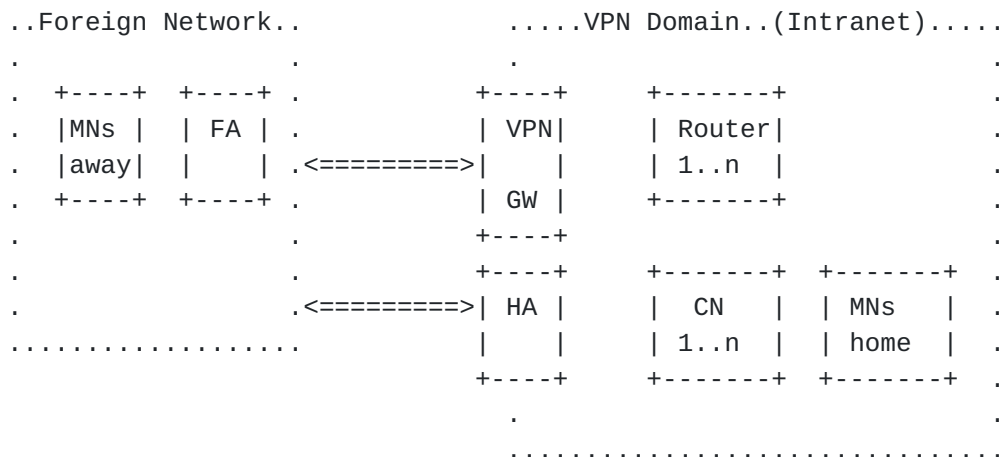 ..Foreign Network..             .....VPN Domain..(Intranet).....
.                 .             .                              .
.  +----+  +----+ .           +----+     +-------+             .
.  |MNs |  | FA | .           | VPN|     | Router|             .
.  |away|  |    | .<=========>|    |     | 1..n  |             .
.  +----+  +----+ .           | GW |     +-------+             .
.                 .           +----+                           .
.                 .           +----+     +-------+  +-------+  .
.                 .<=========>| HA |     |  CN   |  | MNs   |  .
...................           |    |     | 1..n  |  | home  |  .
                              +----+     +-------+  +-------+  .
                                .                              .
                                ................................